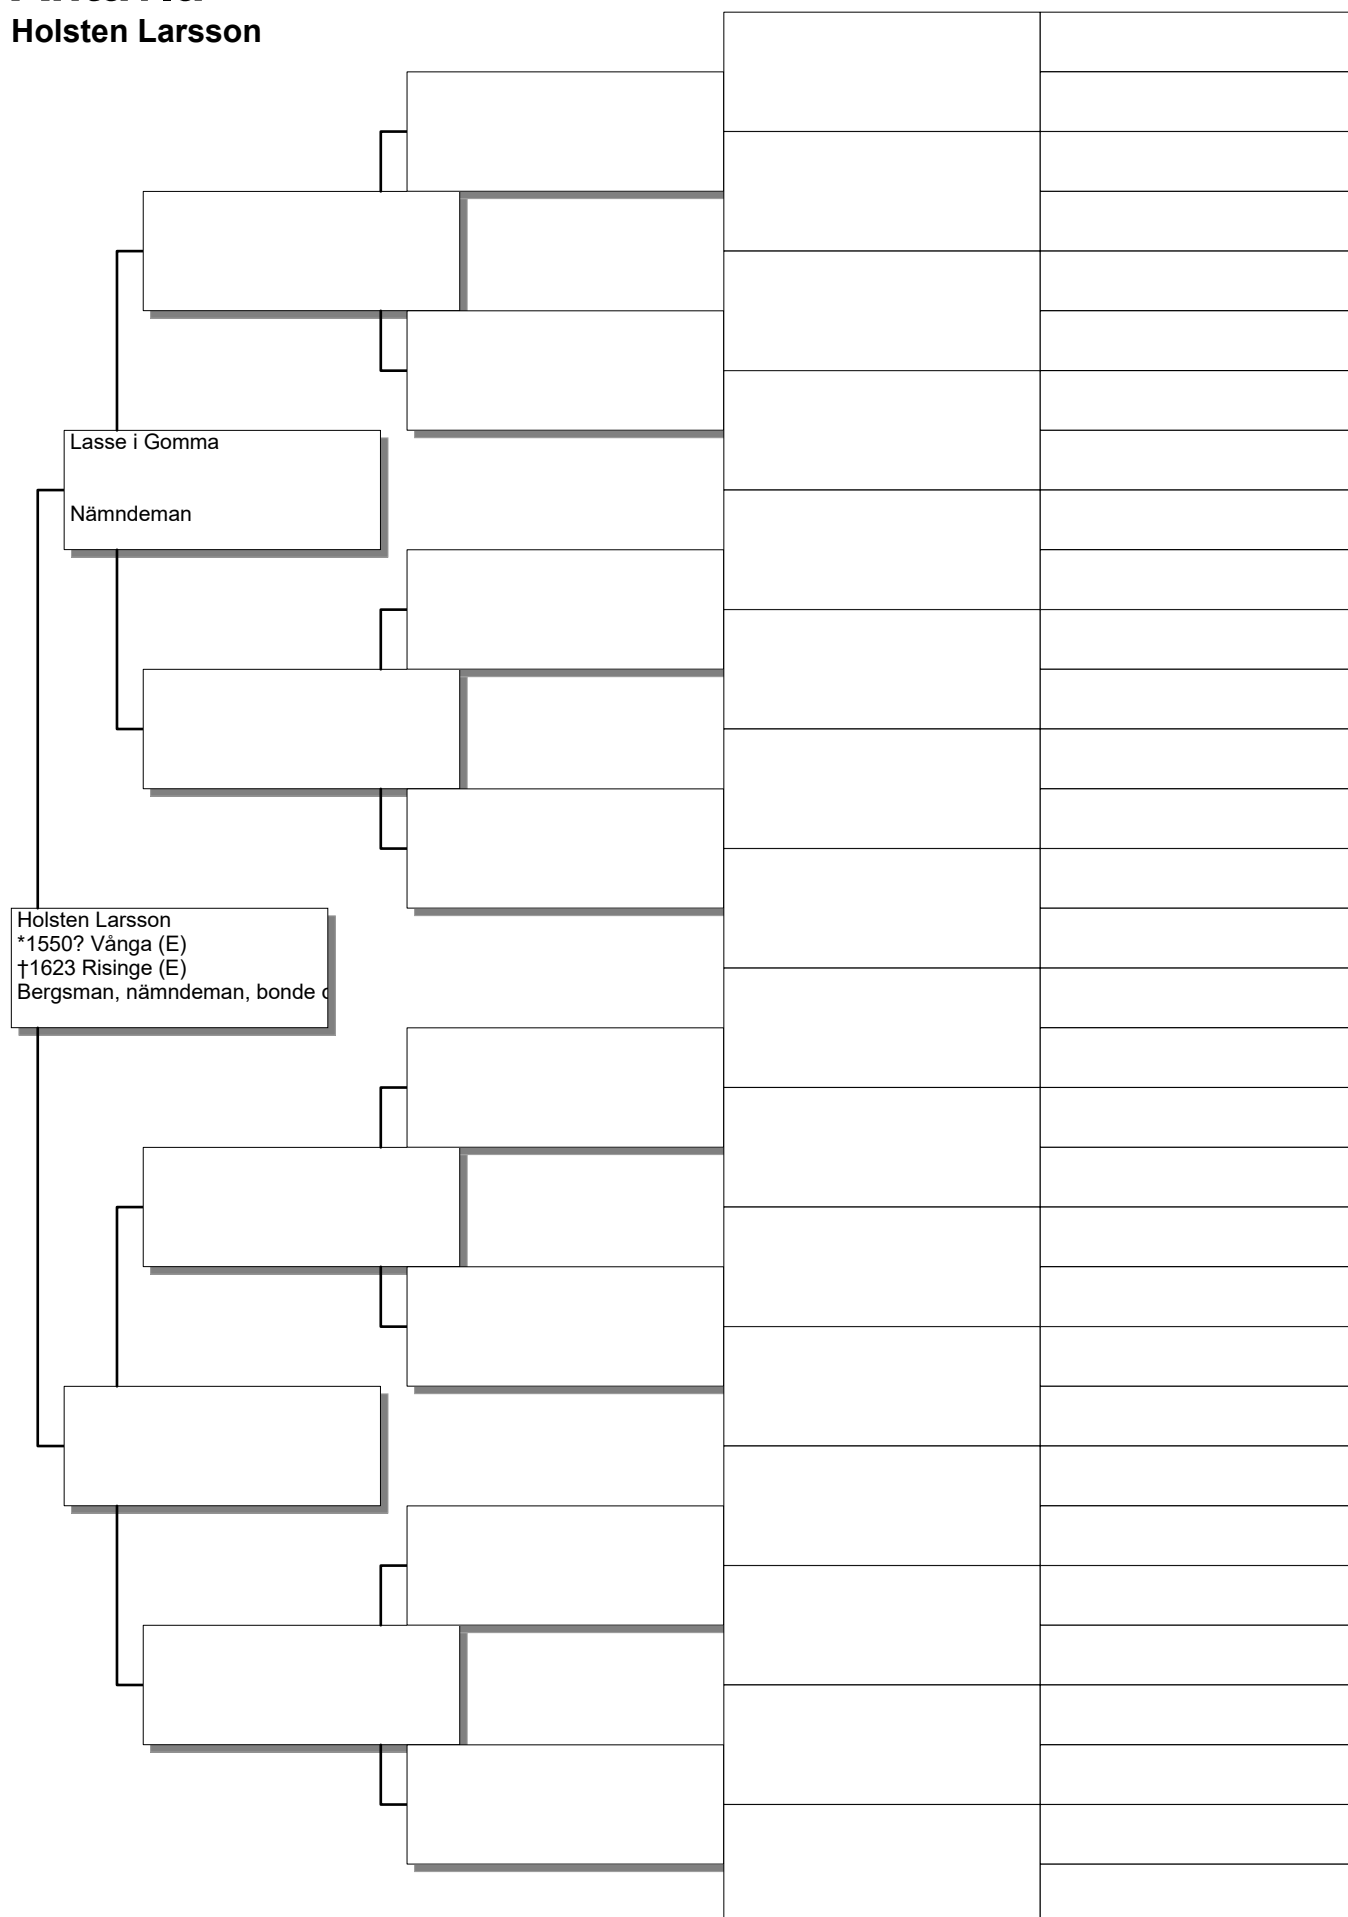 Holsten Larsson
Lasse i Gomma
Nämndeman
Holsten Larsson
*1550? Vånga (E)
†1623 Risinge (E)
Bergsman, nämndeman, bonde